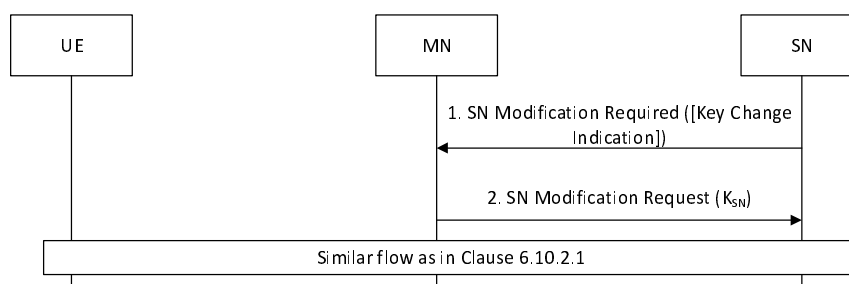 UE
MN
SN
1. SN Modification Required ([Key Change
Indication])
2. SN Modification Request (KSN)
Similar flow as in Clause 6.10.2.1